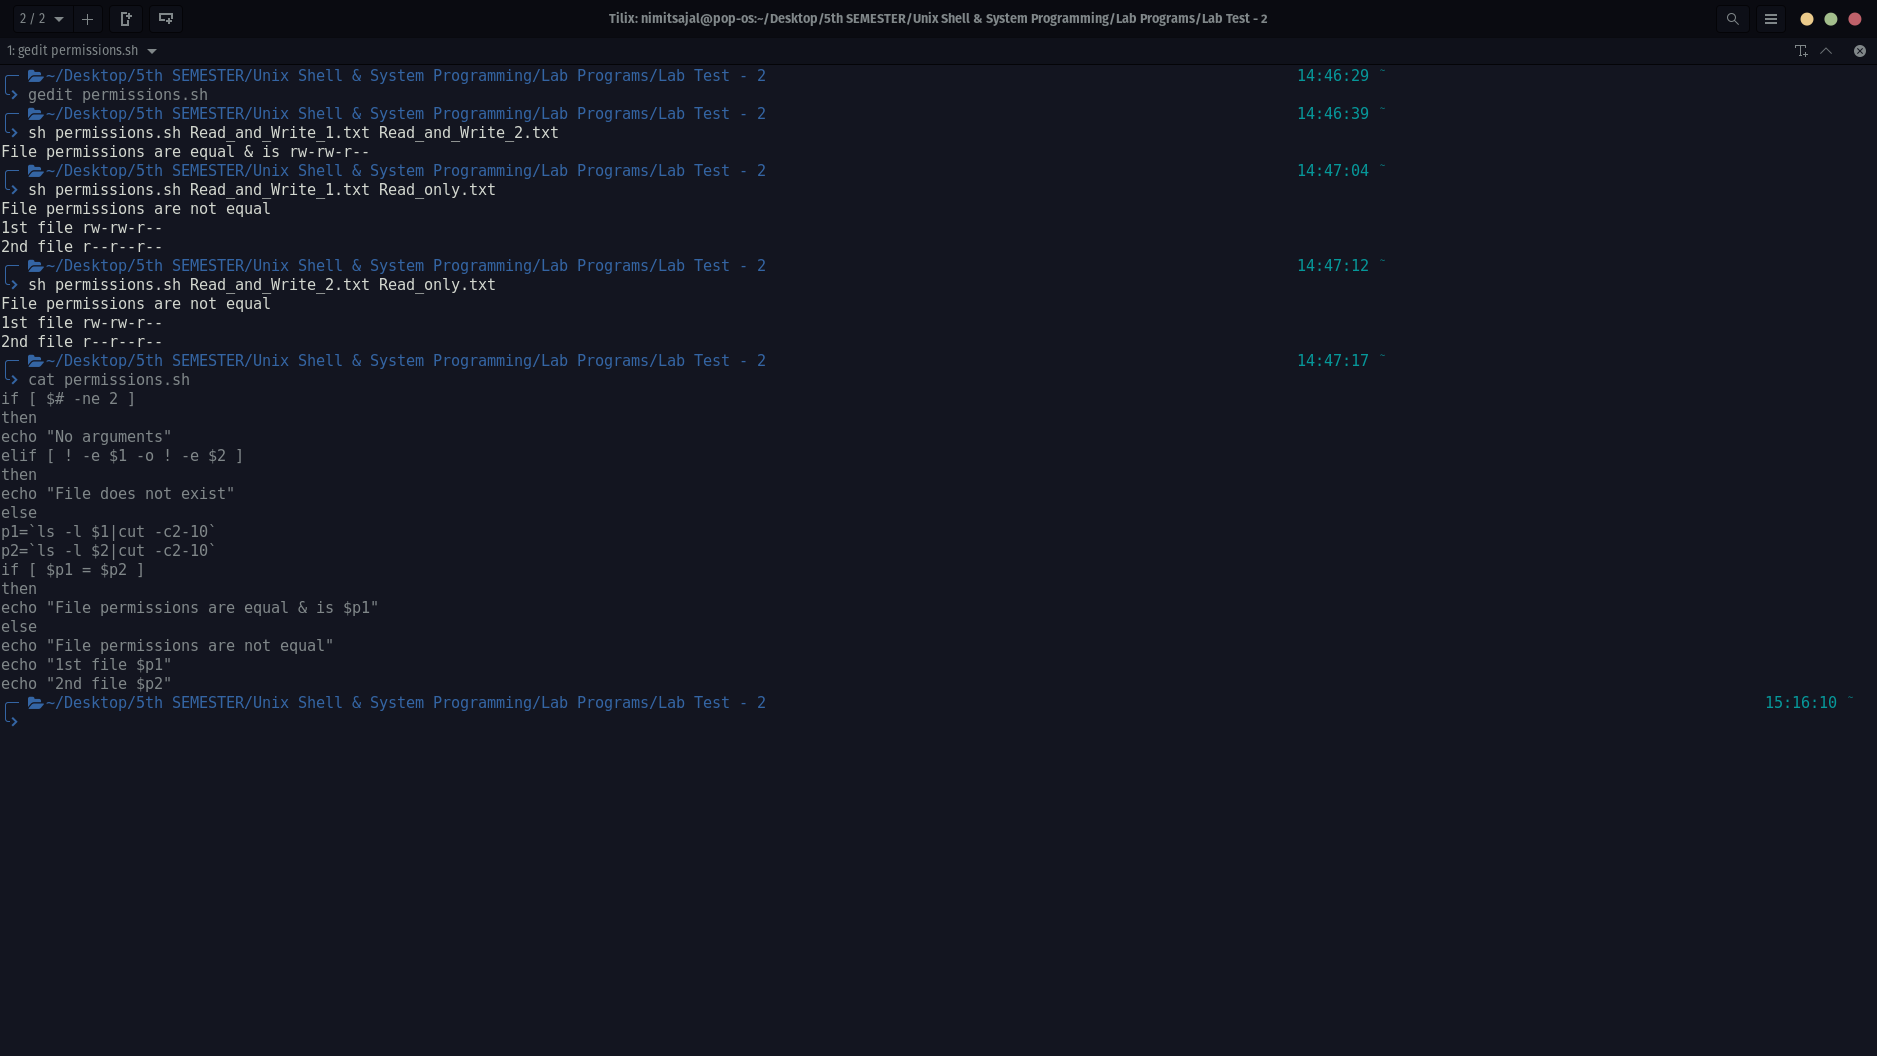 2 / 2
Tilix: nimitsajal@pop-os:~/Desktop/5th SEMESTER/Unix Shell & System Programming/Lab Programs/Lab Test - 2
1: gedit permissions.sh
~/Desktop/5th SEMESTER/Unix Shell & System Programming/Lab Programs/Lab Test - 2 14:46:29 ~
gedit permissions.sh
~/Desktop/5th SEMESTER/Unix Shell & System Programming/Lab Programs/Lab Test - 2 14:46:39 ~
sh permissions.sh Read_and_Write_1.txt Read_and_Write_2.txt
File permissions are equal & is rw-rw-r--
~/Desktop/5th SEMESTER/Unix Shell & System Programming/Lab Programs/Lab Test - 2 14:47:04 ~
sh permissions.sh Read_and_Write_1.txt Read_only.txt
File permissions are not equal
1st file rw-rw-r--
2nd file r--r--r--
~/Desktop/5th SEMESTER/Unix Shell & System Programming/Lab Programs/Lab Test - 2 14:47:12 ~
sh permissions.sh Read_and_Write_2.txt Read_only.txt
File permissions are not equal
1st file rw-rw-r--
2nd file r--r--r--
~/Desktop/5th SEMESTER/Unix Shell & System Programming/Lab Programs/Lab Test - 2 14:47:17 ~
cat permissions.sh
if [ $# -ne 2 ]
then
echo "No arguments"
elif [ ! -e $1 -o ! -e $2 ]
then
echo "File does not exist"
else
p1=`ls -l $1|cut -c2-10`
p2=`ls -l $2|cut -c2-10`
if [ $p1 = $p2 ]
then
echo "File permissions are equal & is $p1"
else
echo "File permissions are not equal"
echo "1st file $p1"
echo "2nd file $p2"
~/Desktop/5th SEMESTER/Unix Shell & System Programming/Lab Programs/Lab Test - 2 15:16:10 ~